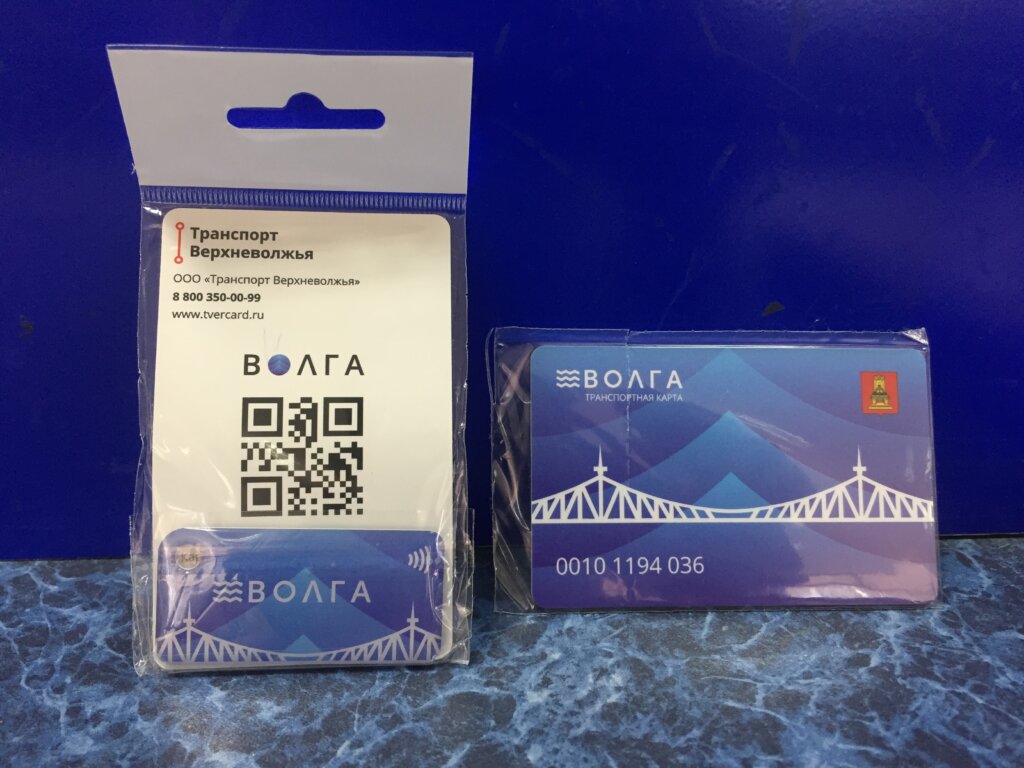 Транспорт
Верхневолжья
ООО «Транспорт Верхневолжья»
8 800 350-00-99
www.tvercard.ru
ВОЛГА
ВОЛГА
ВОЛГА
ТРАНСПОРТНАЯ КАРТА
0010 1194 036